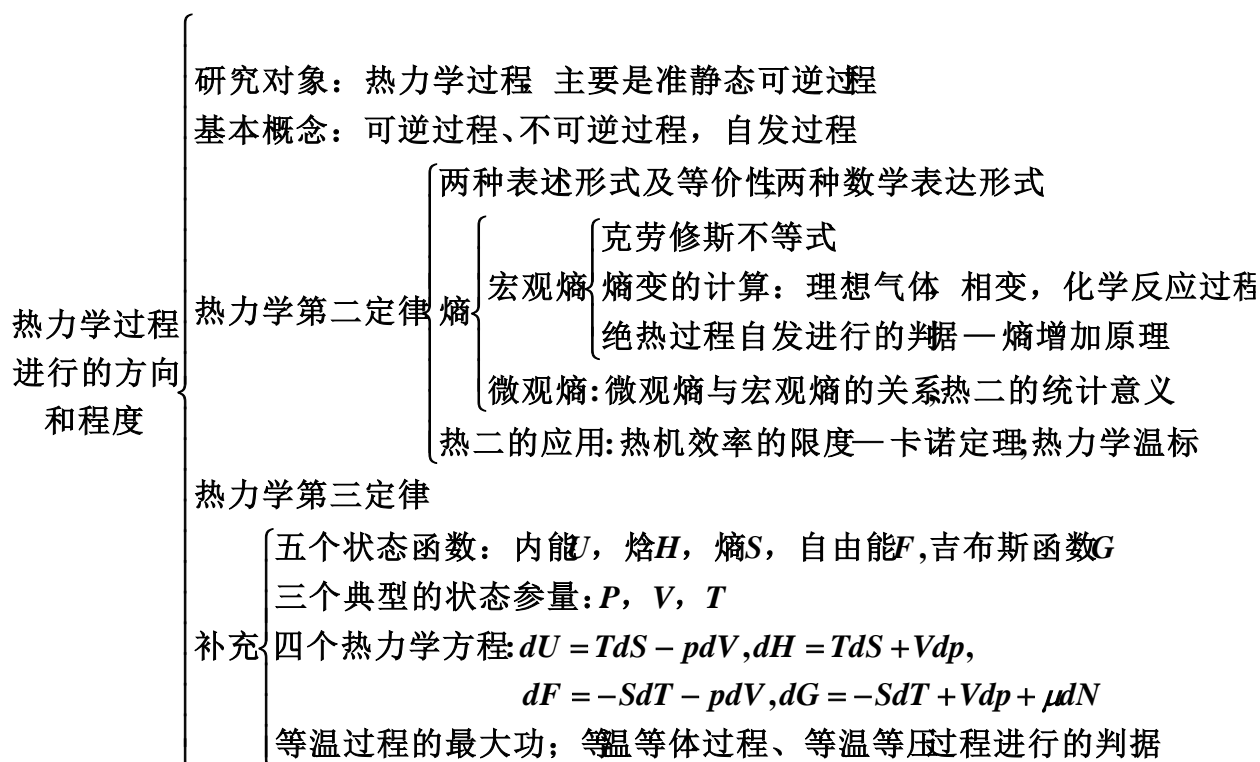 研究对象：热力学过程，主要是准静态可逆过程
基本概念：可逆过程、不可逆过程，自发过程
两种表述形式及等价性；两种数学表达形式
克劳修斯不等式
宏观熵
熵变的计算：理想气体，相变，化学反应过程
热力学第二定律
熵
绝热过程自发进行的判据—熵增加原理
热力学过程
进行的方向
和程度
微观熵：微观熵与宏观熵的关系；热二的统计意义
热二的应用：热机效率的限度—卡诺定理；热力学温标
热力学第三定律
五个状态函数：内能U，焓H，熵S，自由能F,吉布斯函数G
三个典型的状态参量：P，V，T
补充
四个热力学方程：dU = TdS − pdV,dH = TdS + Vdp,
dF = −SdT − pdV,dG = −SdT + Vdp + μdN
等温过程的最大功；等温等体过程、等温等压过程进行的判据